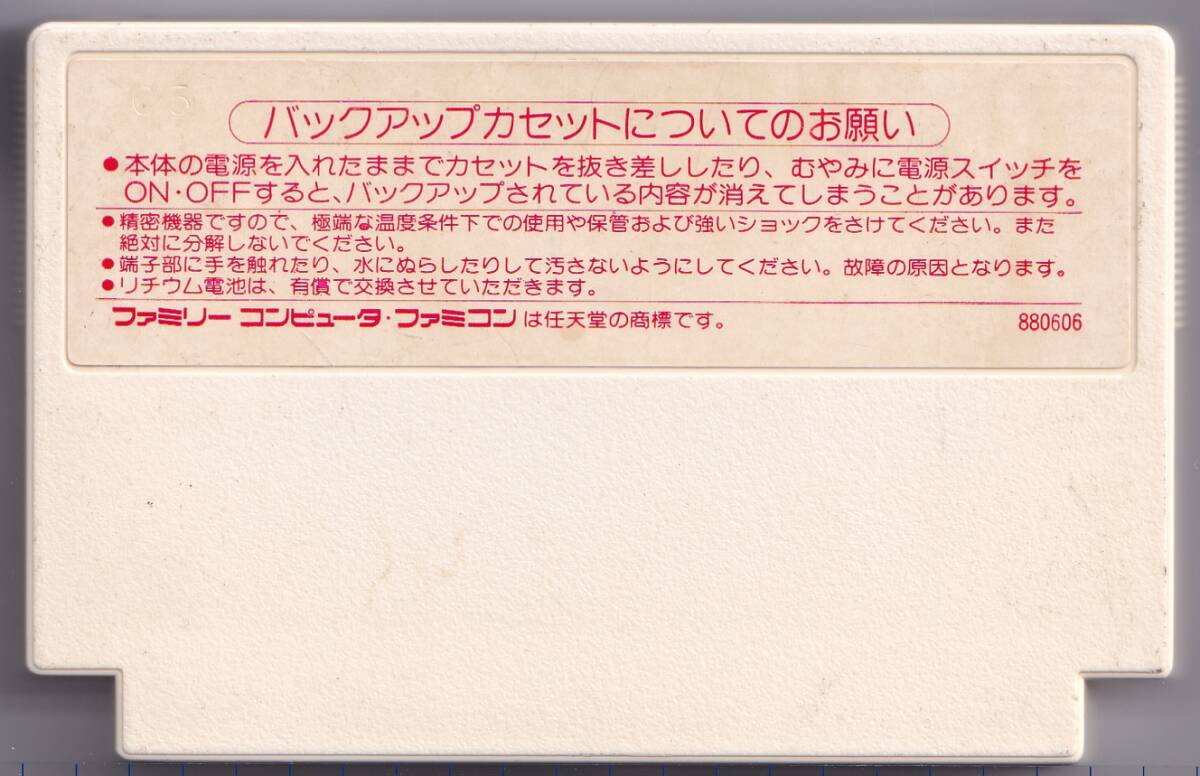 C3
バックアップカセットについてのお願い
●本体の電源を入れたままでカセットを抜き差ししたり、むやみに電源スイッチを
ON・OFFすると、バックアップされている内容が消えてしまうことがあります。
●精密機器ですので、極端な温度条件下での使用や保管および強いショックをさけてください。また
絶対に分解しないでください。
●端子部に手を触れたり、水にぬらしたりして汚さないようにしてください。故障の原因となります。
●リチウム電池は、有償で交換させていただきます。
ファミリーコンピュータ・ファミコンは任天堂の商標です。 880606